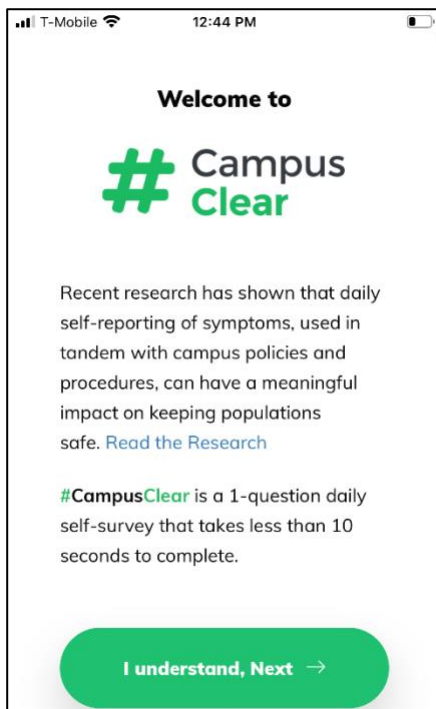 T-Mobile 12:44 PM
Welcome to
# Campus
Clear
Recent research has shown that daily
self-reporting of symptoms, used in
tandem with campus policies and
procedures, can have a meaningful
impact on keeping populations
safe. Read the Research
#CampusClear is a 1-question daily
self-survey that takes less than 10
seconds to complete.
I understand, Next →